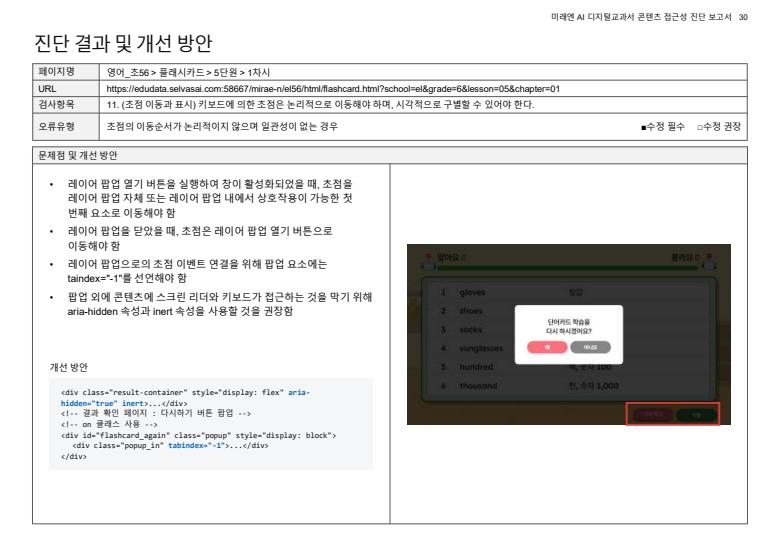 미래엔 AI 디지털교과서 콘텐츠 접근성 진단 보고서 30
진단 결과 및 개선 방안
페이지명 영어_초56 > 플래시카드 > 5단원 > 1차시
URL https://edudata.selvasai.com:58667/mirae-n/el56/html/flashcard.html?school=el&grade=6&lesson=05&chapter=01
검사항목 11. (초점 이동과 표시) 키보드에 의한 초점은 논리적으로 이동해야 하며, 시각적으로 구별할 수 있어야 한다.
오류유형 초점의 이동순서가 논리적이지 않으며 일관성이 없는 경우 ■수정 필수 □수정 권장
문제점 및 개선 방안
• 레이어 팝업 열기 버튼을 실행하여 창이 활성화되었을 때, 초점을
레이어 팝업 자체 또는 레이어 팝업 내에서 상호작용이 가능한 첫
번째 요소로 이동해야 함
• 레이어 팝업을 닫았을 때, 초점은 레이어 팝업 열기 버튼으로
이동해야 함
• 레이어 팝업으로의 초점 이벤트 연결을 위해 팝업 요소에는
taindex="-1"를 선언해야 함
• 팝업 외에 콘텐츠에 스크린 리더와 키보드가 접근하는 것을 막기 위해
aria-hidden 속성과 inert 속성을 사용할 것을 권장함
개선 방안
<div class="result-container" style="display: flex" aria-
hidden="true" inert>...</div>
<!-- 결과 확인 페이지 : 다시하기 버튼 팝업 -->
<!-- on 클래스 사용 -->
<div id="flashcard_again" class="popup" style="display: block">
<div class="popup_in" tabindex="-1">...</div>
</div>
알아요 0 몰라요 0
1 gloves 장갑
2 shoes
3 socks
4 sunglasses
5 hundred 백, 숫자 100
6 thousand 천, 숫자 1,000
단어카드 학습을
다시 하시겠어요?
예 아니요